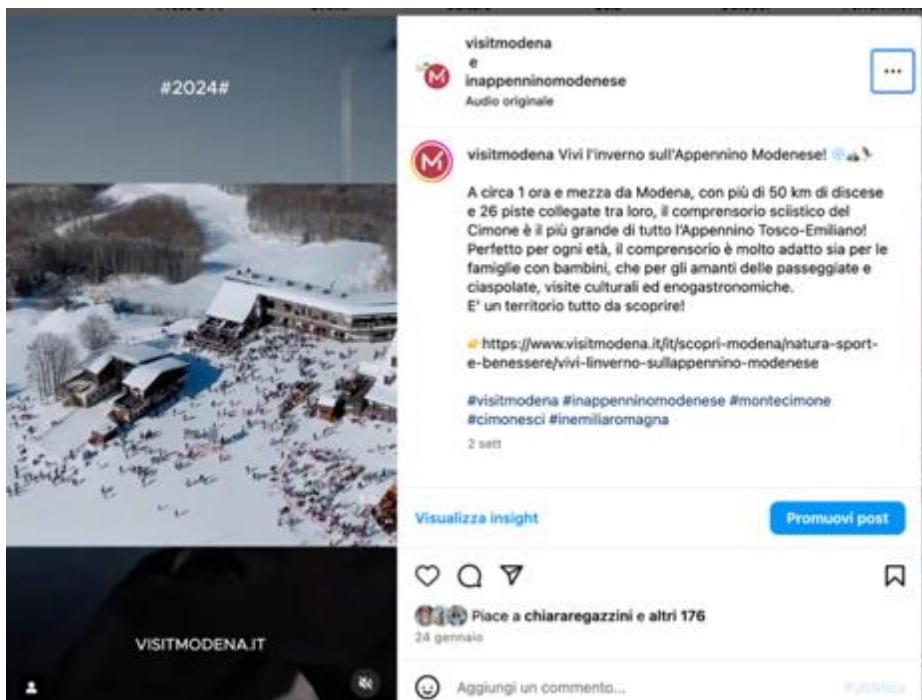 #2024#
VISITMODENA.IT
visitmodena
e
inappenninomodenese
Audio originale
visitmodena Vivi l'inverno sull'Appennino Modenese!
A circa 1 ora e mezza da Modena, con più di 50 km di discese
e 26 piste collegate tra loro, il comprensorio sciistico del
Cimone è il più grande di tutto l'Appennino Tosco-Emiliano!
Perfetto per ogni età, il comprensorio è molto adatto sia per le
famiglie con bambini, che per gli amanti delle passeggiate e
ciaspolate, visite culturali ed enogastronomiche.
E' un territorio tutto da scoprire!
https://www.visitmodena.it/it/scopri-modena/natura-sport-
e-benessere/vivi-linverno-sullappennino-modenese
#visitmodena #inappenninomodenese #montecimone
#cimonesci #inemiliaromagna
2 sett
Visualizza insight
Promuovi post
Piace a chiararegazzini e altri 176
24 gennaio
Aggiungi un commento...
Pubblica